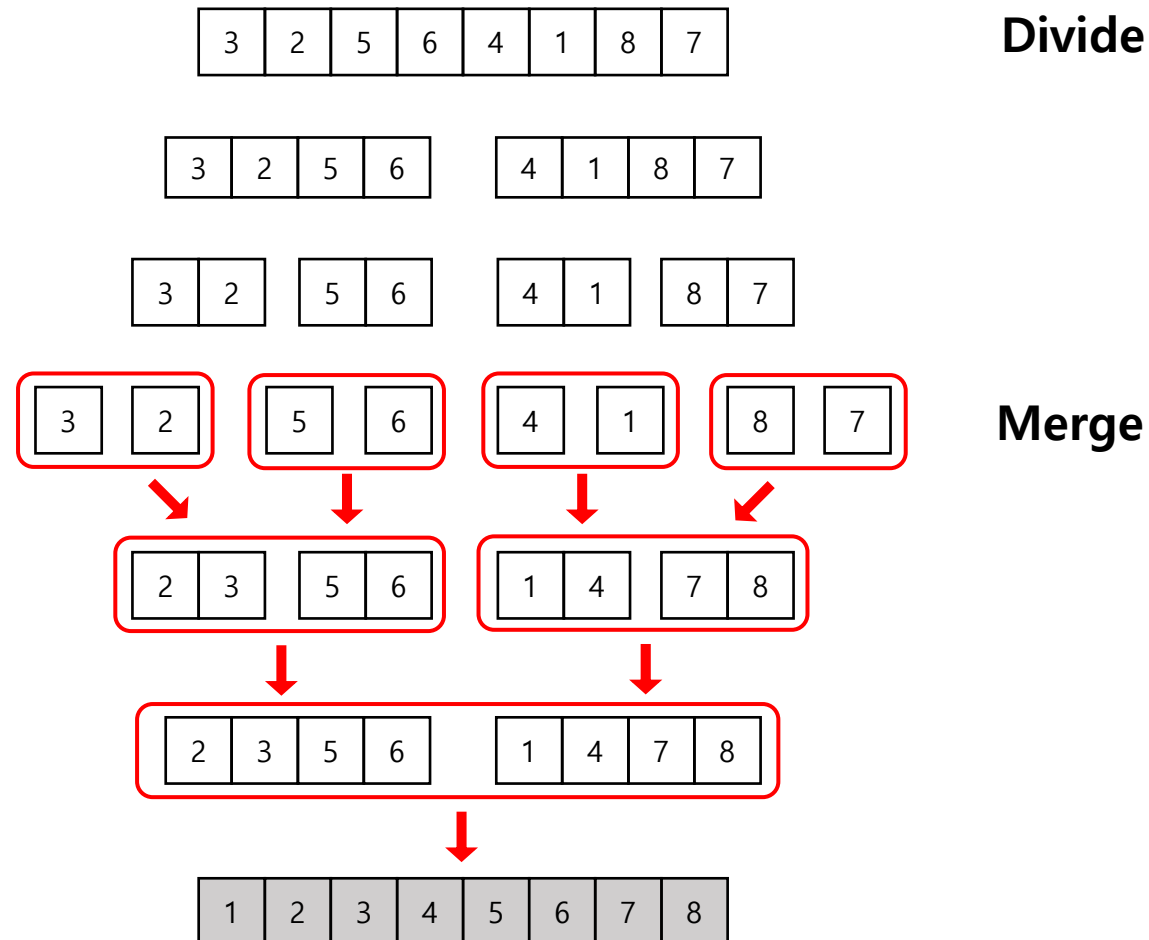 3 2 5 6 4 1 8 7 Divide
3 2 5 6 4 1 8 7
3 2 5 6 4 1 8 7
3 2 5 6 4 1 8 7 Merge
2 3 5 6 1 4 7 8
2 3 5 6 1 4 7 8
1 2 3 4 5 6 7 8